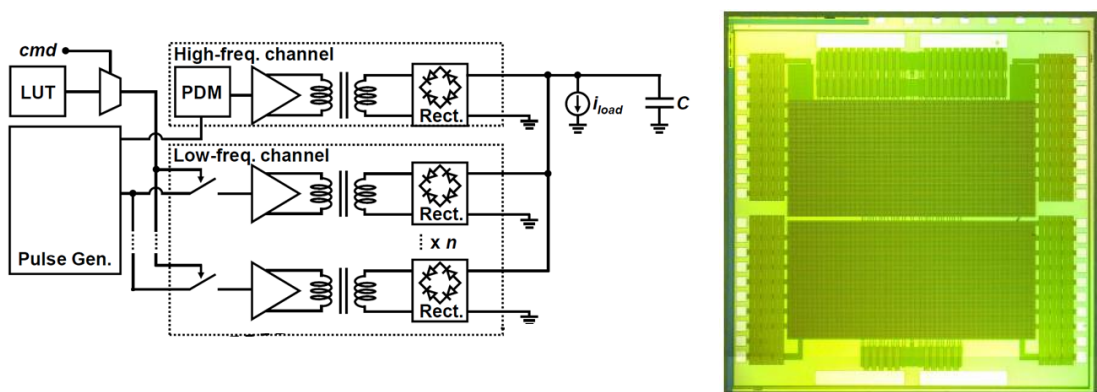 cmd
High-freq. channel
LUT
PDM
Rect.
i_load
C
Low-freq. channel
Rect.
x n
Pulse Gen.
Rect.